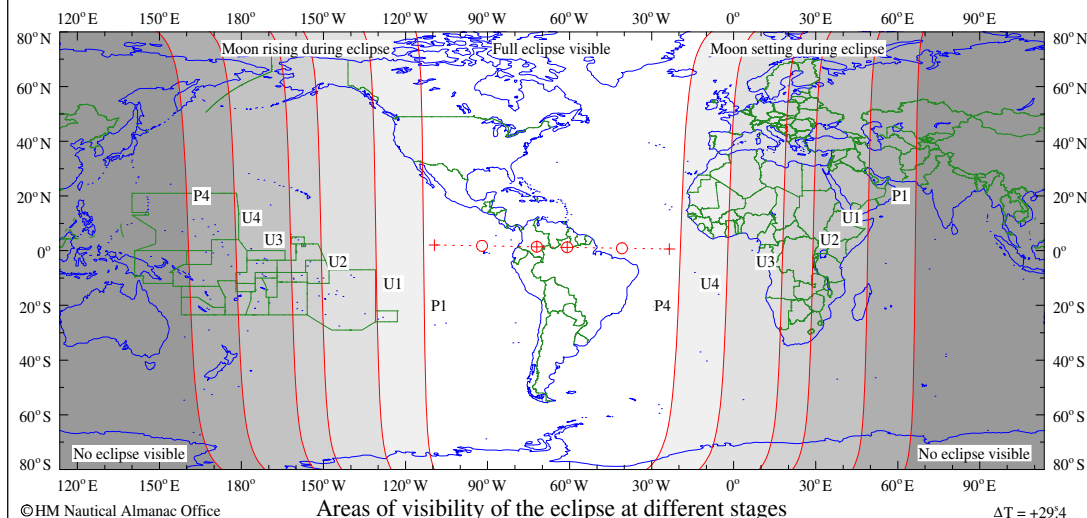 120° E 150° E 180° 150° W 120° W 90° W 60° W 30° W 0° 30° E 60° E 90° E
80° N 80° N
Moon rising during eclipse Full eclipse visible Moon setting during eclipse
60° N 60° N
40° N 40° N
20° N 20° N
P4 P1
U4 U1
U3 U2
0° 0°
U2 U3
U1 U4
20° S 20° S
P1 P4
40° S 40° S
60° S 60° S
No eclipse visible No eclipse visible
80° S 80° S
120° E 150° E 180° 150° W 120° W 90° W 60° W 30° W 0° 30° E 60° E 90° E
© HM Nautical Almanac Office Areas of visibility of the eclipse at different stages ΔT = +29ˢ.4